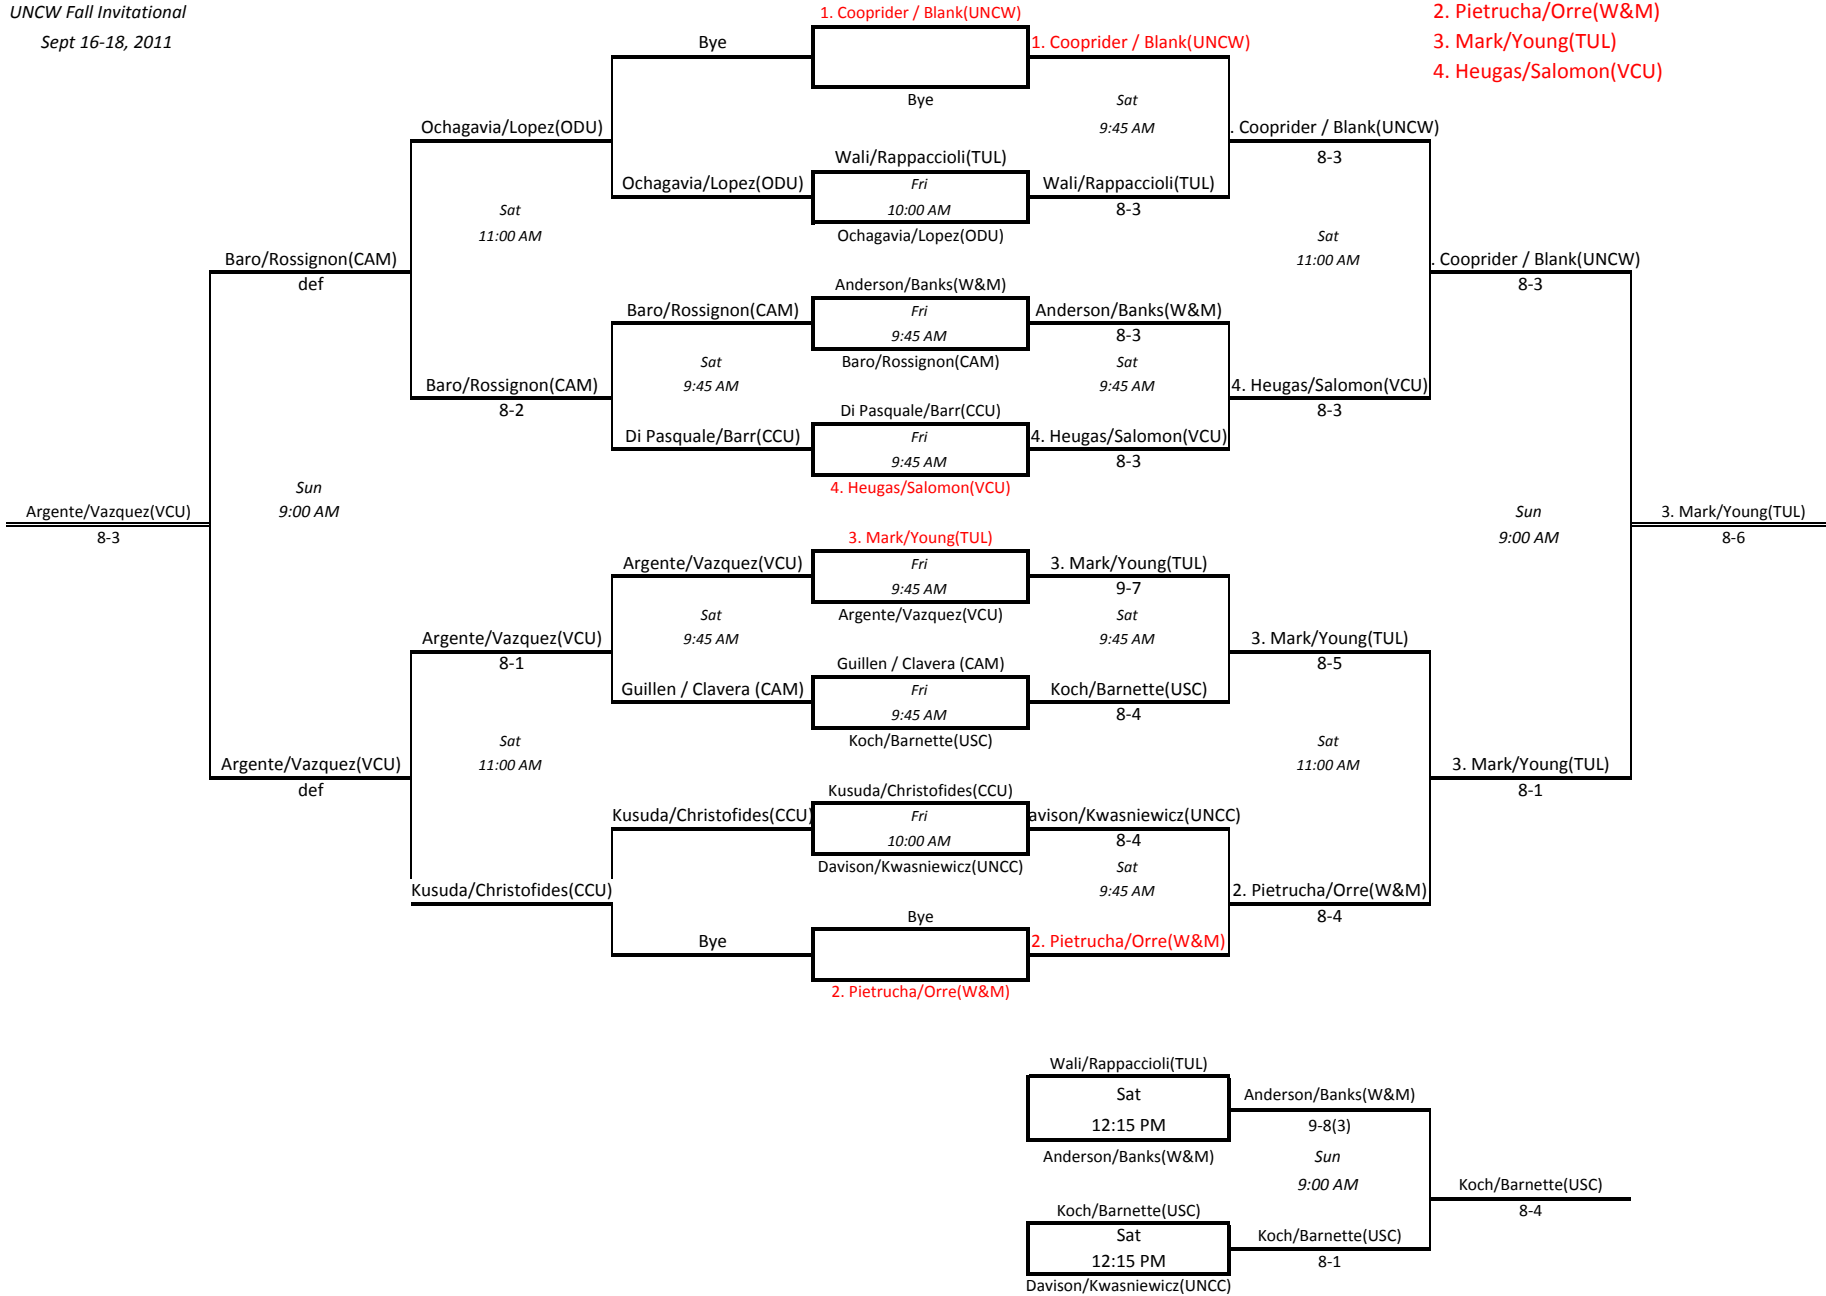 UNCW Fall Invitational
1. Cooprider / Blank(UNCW)
2. Pietrucha/Orre(W&M)
Sept 16-18, 2011
Bye
1. Cooprider / Blank(UNCW)
3. Mark/Young(TUL)
4. Heugas/Salomon(VCU)
Bye
Sat
Ochagavia/Lopez(ODU)
9:45 AM
. Cooprider / Blank(UNCW)
Wali/Rappaccioli(TUL)
8-3
Ochagavia/Lopez(ODU)
Fri
Wali/Rappaccioli(TUL)
Sat
10:00 AM
8-3
11:00 AM
Ochagavia/Lopez(ODU)
Sat
Baro/Rossignon(CAM)
11:00 AM
. Cooprider / Blank(UNCW)
def
Anderson/Banks(W&M)
8-3
Baro/Rossignon(CAM)
Fri
Anderson/Banks(W&M)
9:45 AM
8-3
Sat
Baro/Rossignon(CAM)
Sat
Baro/Rossignon(CAM)
9:45 AM
9:45 AM
4. Heugas/Salomon(VCU)
8-2
Di Pasquale/Barr(CCU)
8-3
Di Pasquale/Barr(CCU)
Fri
4. Heugas/Salomon(VCU)
9:45 AM
8-3
Sun
4. Heugas/Salomon(VCU)
Argente/Vazquez(VCU)
9:00 AM
Sun
3. Mark/Young(TUL)
8-3
3. Mark/Young(TUL)
9:00 AM
8-6
Argente/Vazquez(VCU)
Fri
3. Mark/Young(TUL)
9:45 AM
9-7
Sat
Argente/Vazquez(VCU)
Sat
Argente/Vazquez(VCU)
9:45 AM
9:45 AM
3. Mark/Young(TUL)
8-1
Guillen / Clavera (CAM)
8-5
Guillen / Clavera (CAM)
Fri
Koch/Barnette(USC)
9:45 AM
8-4
Sat
Koch/Barnette(USC)
Sat
Argente/Vazquez(VCU)
11:00 AM
11:00 AM
3. Mark/Young(TUL)
def
Kusuda/Christofides(CCU)
8-1
Kusuda/Christofides(CCU)
Fri
avison/Kwasniewicz(UNCC)
10:00 AM
8-4
Davison/Kwasniewicz(UNCC)
Sat
Kusuda/Christofides(CCU)
9:45 AM
2. Pietrucha/Orre(W&M)
Bye
8-4
Bye
2. Pietrucha/Orre(W&M)
2. Pietrucha/Orre(W&M)
Wali/Rappaccioli(TUL)
Sat
Anderson/Banks(W&M)
12:15 PM
9-8(3)
Anderson/Banks(W&M)
Sun
9:00 AM
Koch/Barnette(USC)
Koch/Barnette(USC)
8-4
Sat
Koch/Barnette(USC)
12:15 PM
8-1
Davison/Kwasniewicz(UNCC)